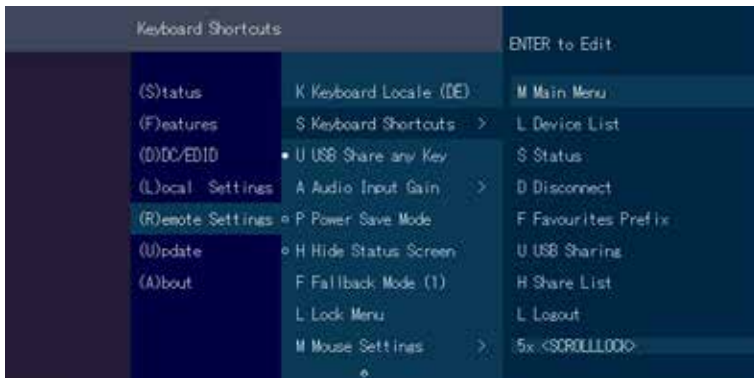 Keyboard Shortcuts
ENTER to Edit
(S)tatus
(F)eatures
(D)DC/EDID
(L)ocal Settings
(R)emote Settings
(U)pdate
(A)bout
K Keyboard Locale (DE)
S Keyboard Shortcuts >
U USB Share any Key
A Audio Input Gain >
P Power Save Mode
H Hide Status Screen
F Fallback Mode (1)
L Lock Menu
M Mouse Settings >
M Main Menu
L Device List
S Status
D Disconnect
F Favourites Prefix
U USB Sharing
H Share List
L Logout
5x <SCROLLLOCK>